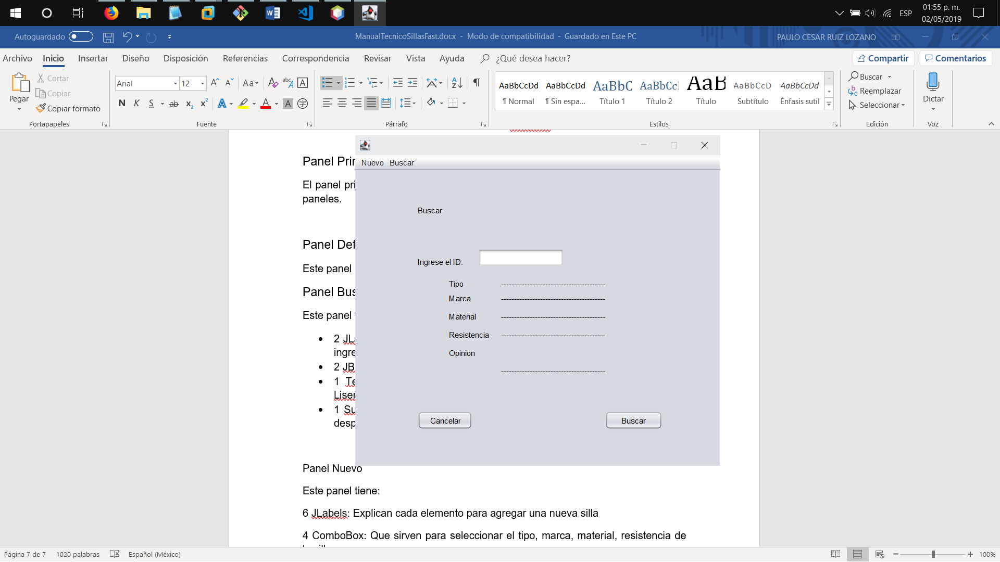 01:55 p. m.
ESP
02/05/2019
Autoguardado
ManualTecnicoSillasFast.docx - Modo de compatibilidad - Guardado en Este PC
PAULO CESAR RUIZ LOZANO
Archivo Inicio Insertar Diseño Disposición Referencias Correspondencia Revisar Vista Ayuda ¿Qué desea hacer? Compartir Comentarios
Pegar
Cortar
Copiar
Copiar formato
Portapapeles
Arial 12
Aa
N K S ab x₂ x²
Fuente
Párrafo
AaBbCcDd AaBbCcDd AaBbC AaBbCcI AaB AaBbCcD AaBbCcDd
¶ Normal ¶ Sin espa... Título 1 Título 2 Título Subtítulo Énfasis sutil
Estilos
Buscar
Reemplazar
Seleccionar
Edición
Dictar
Voz
Panel Prin
El panel pri
paneles.
Panel Def
Este panel
Panel Bus
Este panel
2 JLa
ingre
2 JB
1 Te
Liser
1 Su
desp
Nuevo Buscar
Buscar
Ingrese el ID:
Tipo ----------------------------------------
Marca ----------------------------------------
Material ----------------------------------------
Resistencia ----------------------------------------
Opinion
----------------------------------------
Cancelar Buscar
Panel Nuevo
Este panel tiene:
6 JLabels: Explican cada elemento para agregar una nueva silla
4 ComboBox: Que sirven para seleccionar el tipo, marca, material, resistencia de
Página 7 de 7 1020 palabras Español (México) 100%